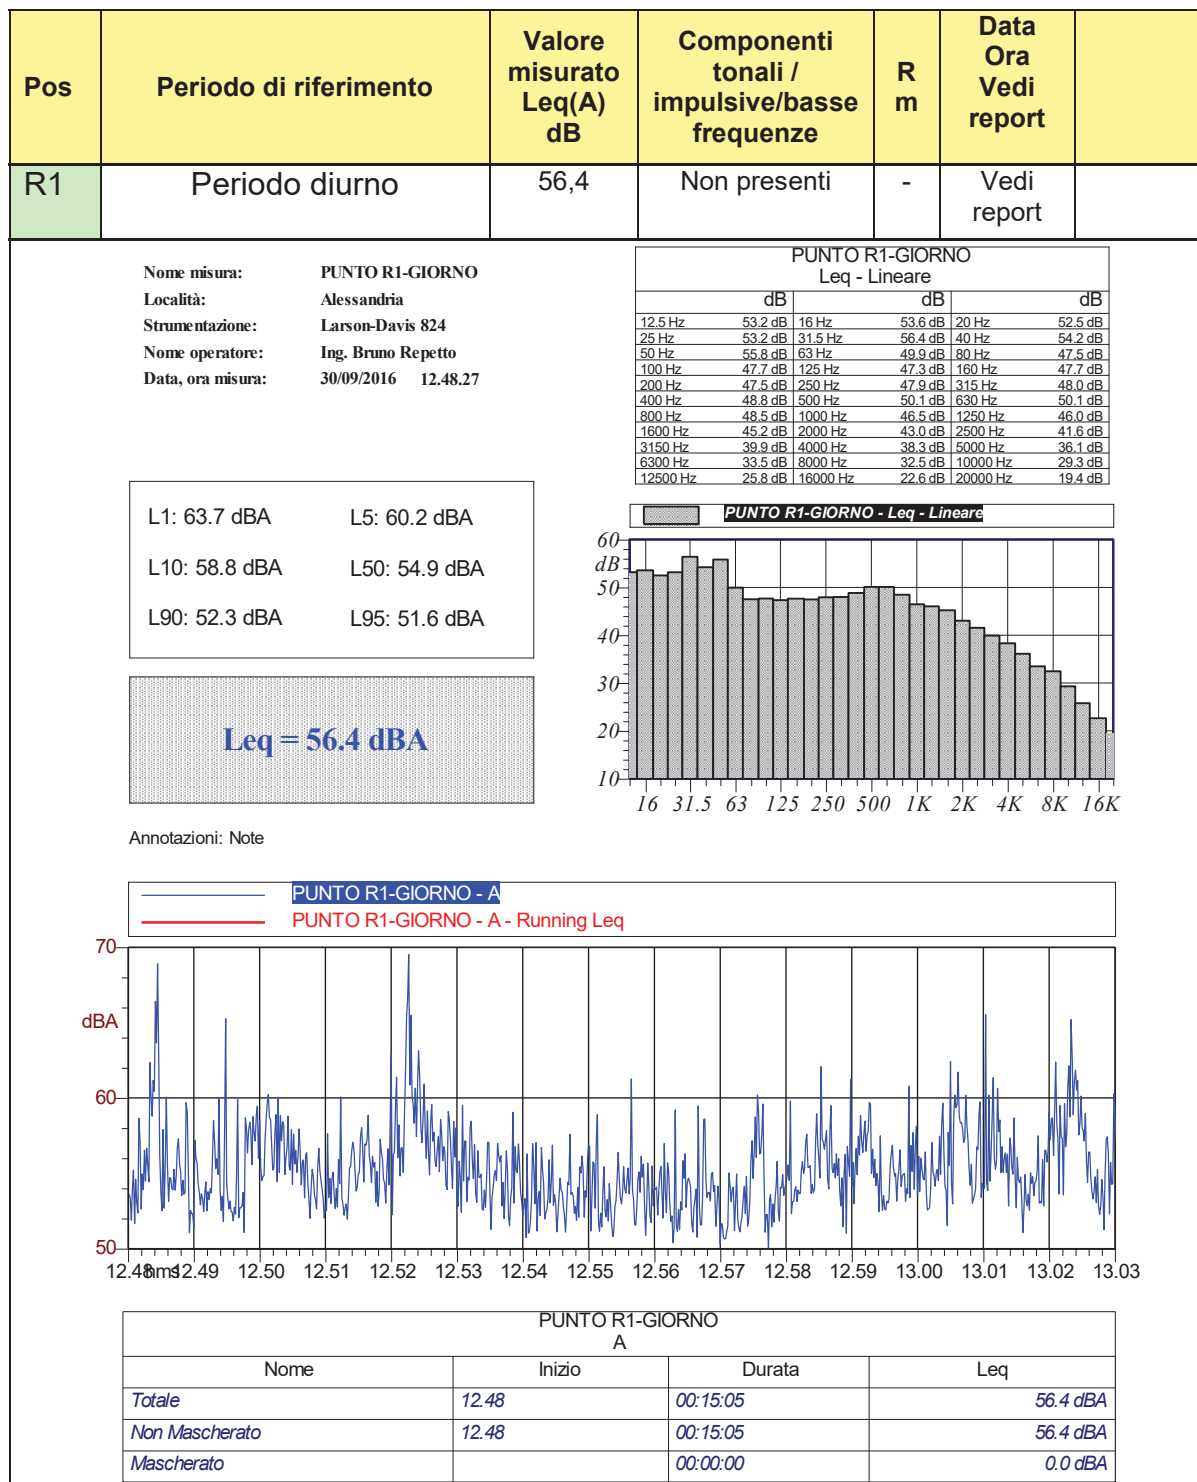 Pos Periodo di riferimento Valore misurato Leq(A) dB Componenti tonali / impulsive/basse frequenze R m Data Ora Vedi report
R1 Periodo diurno 56,4 Non presenti - Vedi report
Nome misura: PUNTO R1-GIORNO
Località: Alessandria
Strumentazione: Larson-Davis 824
Nome operatore: Ing. Bruno Repetto
Data, ora misura: 30/09/2016 12.48.27
PUNTO R1-GIORNO
Leq - Lineare
dB dB dB
12.5 Hz 53.2 dB 16 Hz 53.6 dB 20 Hz 52.5 dB
25 Hz 53.2 dB 31.5 Hz 56.4 dB 40 Hz 54.2 dB
50 Hz 55.8 dB 63 Hz 49.9 dB 80 Hz 47.5 dB
100 Hz 47.7 dB 125 Hz 47.3 dB 160 Hz 47.7 dB
200 Hz 47.5 dB 250 Hz 47.9 dB 315 Hz 48.0 dB
400 Hz 48.8 dB 500 Hz 50.1 dB 630 Hz 50.1 dB
800 Hz 48.5 dB 1000 Hz 46.5 dB 1250 Hz 46.0 dB
1600 Hz 45.2 dB 2000 Hz 43.0 dB 2500 Hz 41.6 dB
3150 Hz 39.9 dB 4000 Hz 38.3 dB 5000 Hz 36.1 dB
6300 Hz 33.5 dB 8000 Hz 32.5 dB 10000 Hz 29.3 dB
12500 Hz 25.8 dB 16000 Hz 22.6 dB 20000 Hz 19.4 dB
L1: 63.7 dBA L5: 60.2 dBA
L10: 58.8 dBA L50: 54.9 dBA
L90: 52.3 dBA L95: 51.6 dBA
Leq = 56.4 dBA
PUNTO R1-GIORNO - Leq - Lineare
60
dB
50
40
30
20
10
16 31.5 63 125 250 500 1K 2K 4K 8K 16K
Annotazioni: Note
PUNTO R1-GIORNO - A
PUNTO R1-GIORNO - A - Running Leq
70
dBA
60
50
12.48 hms 12.49 12.50 12.51 12.52 12.53 12.54 12.55 12.56 12.57 12.58 12.59 13.00 13.01 13.02 13.03
PUNTO R1-GIORNO
A
Nome Inizio Durata Leq
Totale 12.48 00:15:05 56.4 dBA
Non Mascherato 12.48 00:15:05 56.4 dBA
Mascherato 00:00:00 0.0 dBA